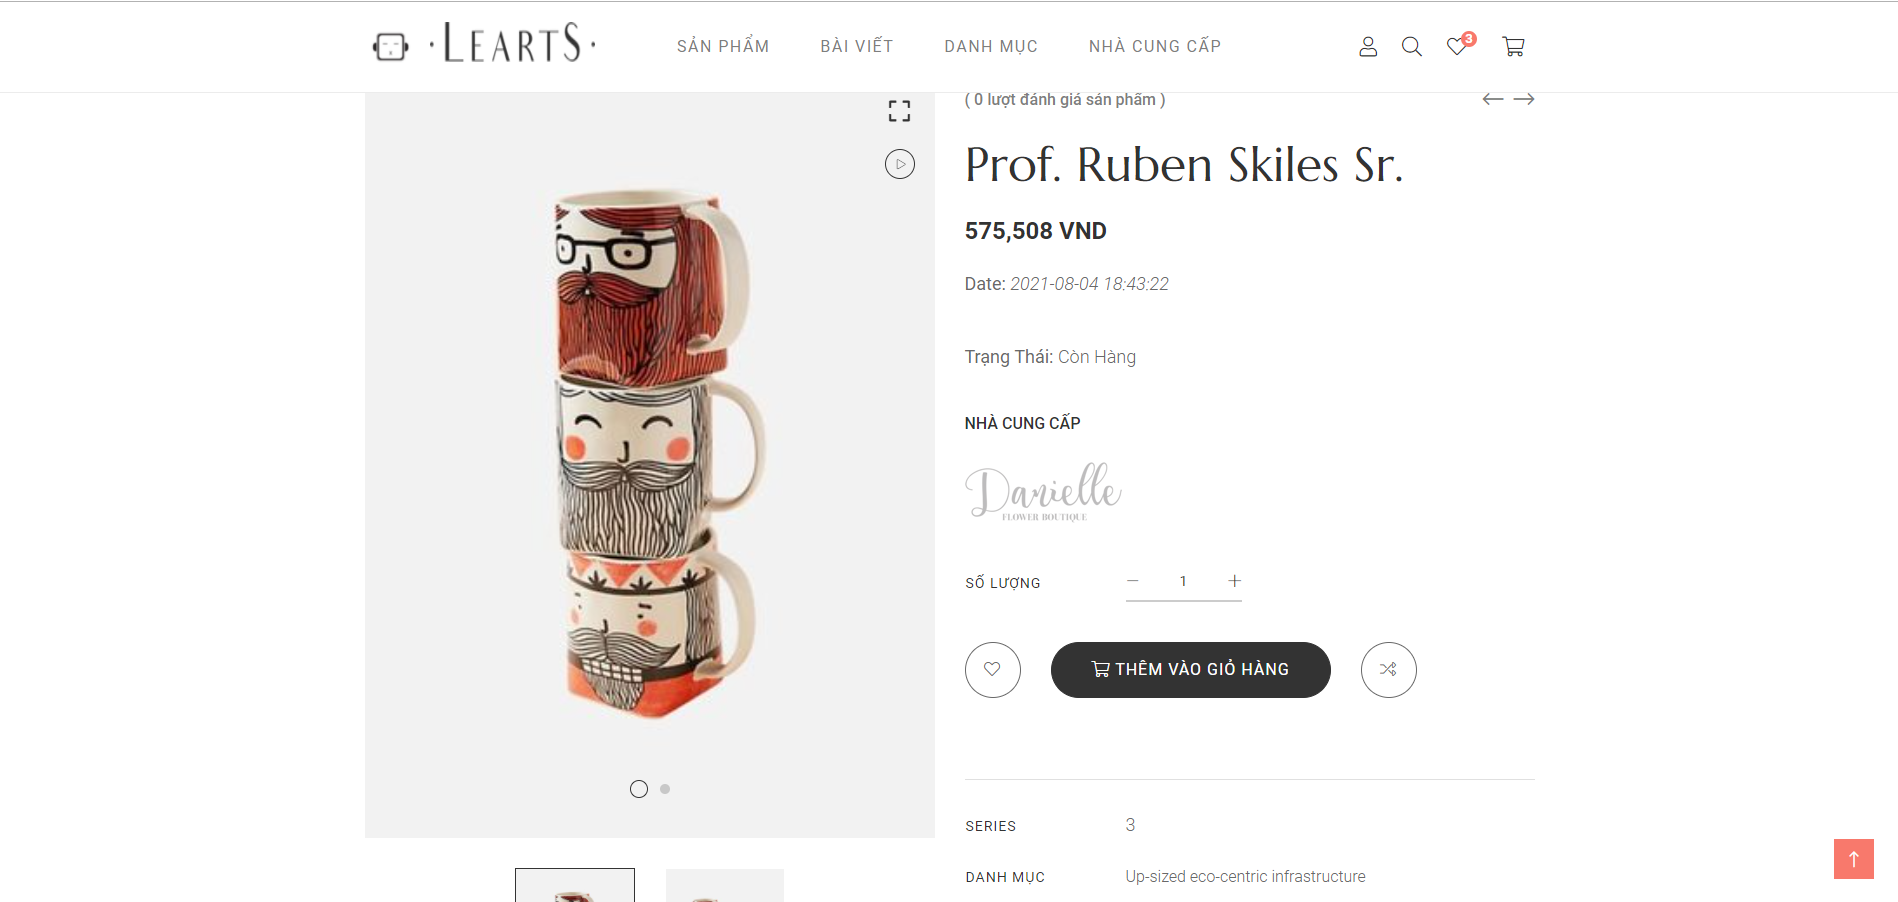 ·LEARTS·
SẢN PHẨM
BÀI VIẾT
DANH MỤC
NHÀ CUNG CẤP
3
( 0 lượt đánh giá sản phẩm )
Prof. Ruben Skiles Sr.
575,508 VND
Date: 2021-08-04 18:43:22
Trạng Thái: Còn Hàng
NHÀ CUNG CẤP
Danielle
FLOWER BOUTIQUE
SỐ LƯỢNG
1
THÊM VÀO GIỎ HÀNG
SERIES 3
DANH MỤC Up-sized eco-centric infrastructure